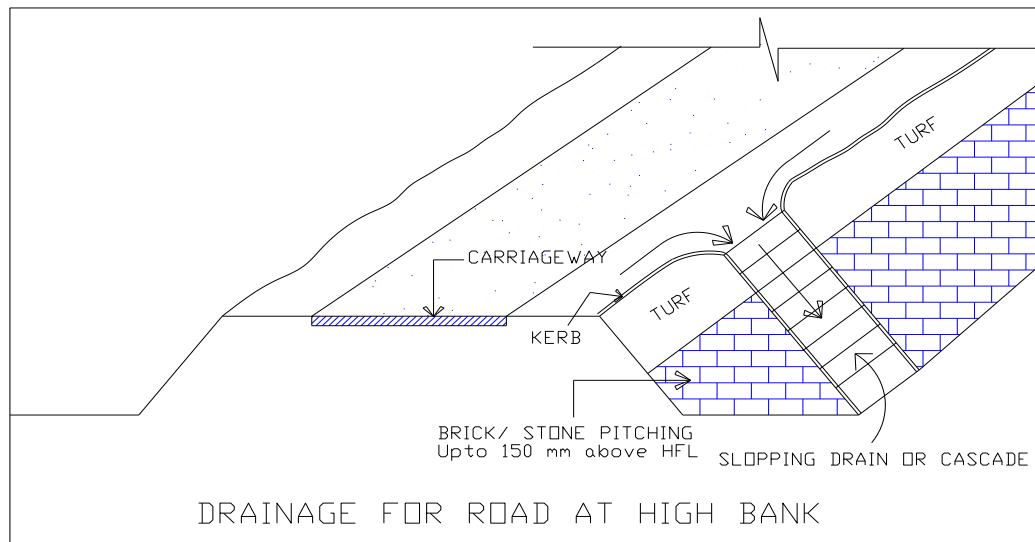 TURF
CARRIAGEWAY
TURF
KERB
BRICK/ STONE PITCHING
Upto 150 mm above HFL
SLOPPING DRAIN OR CASCADE
DRAINAGE FOR ROAD AT HIGH BANK